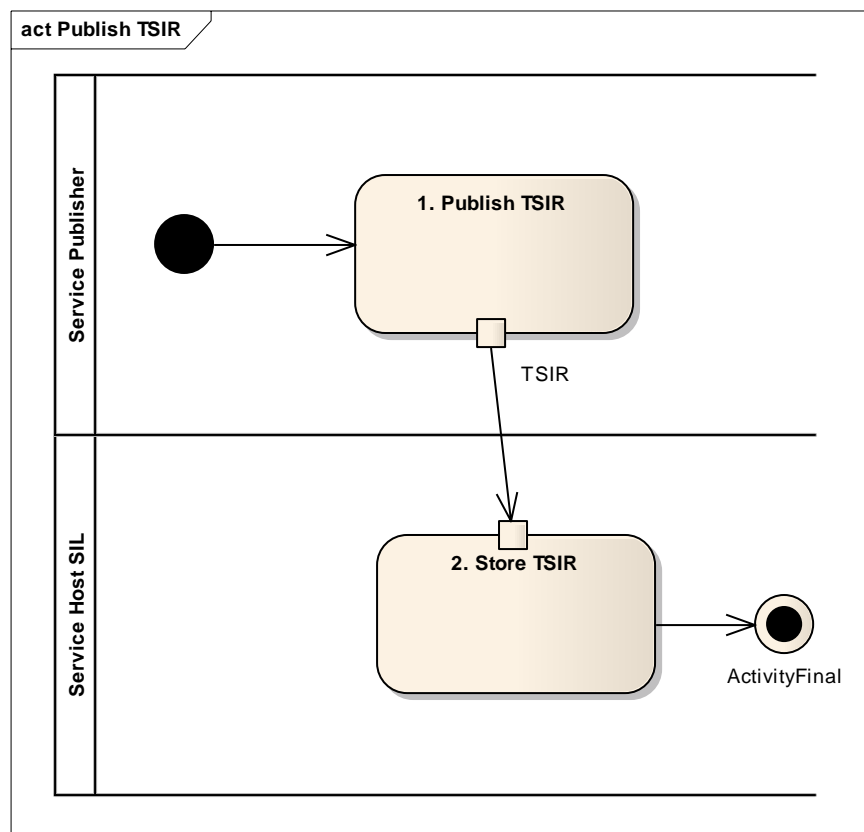 act Publish TSIR
Service Publisher
1. Publish TSIR
TSIR
Service Host SIL
2. Store TSIR
ActivityFinal